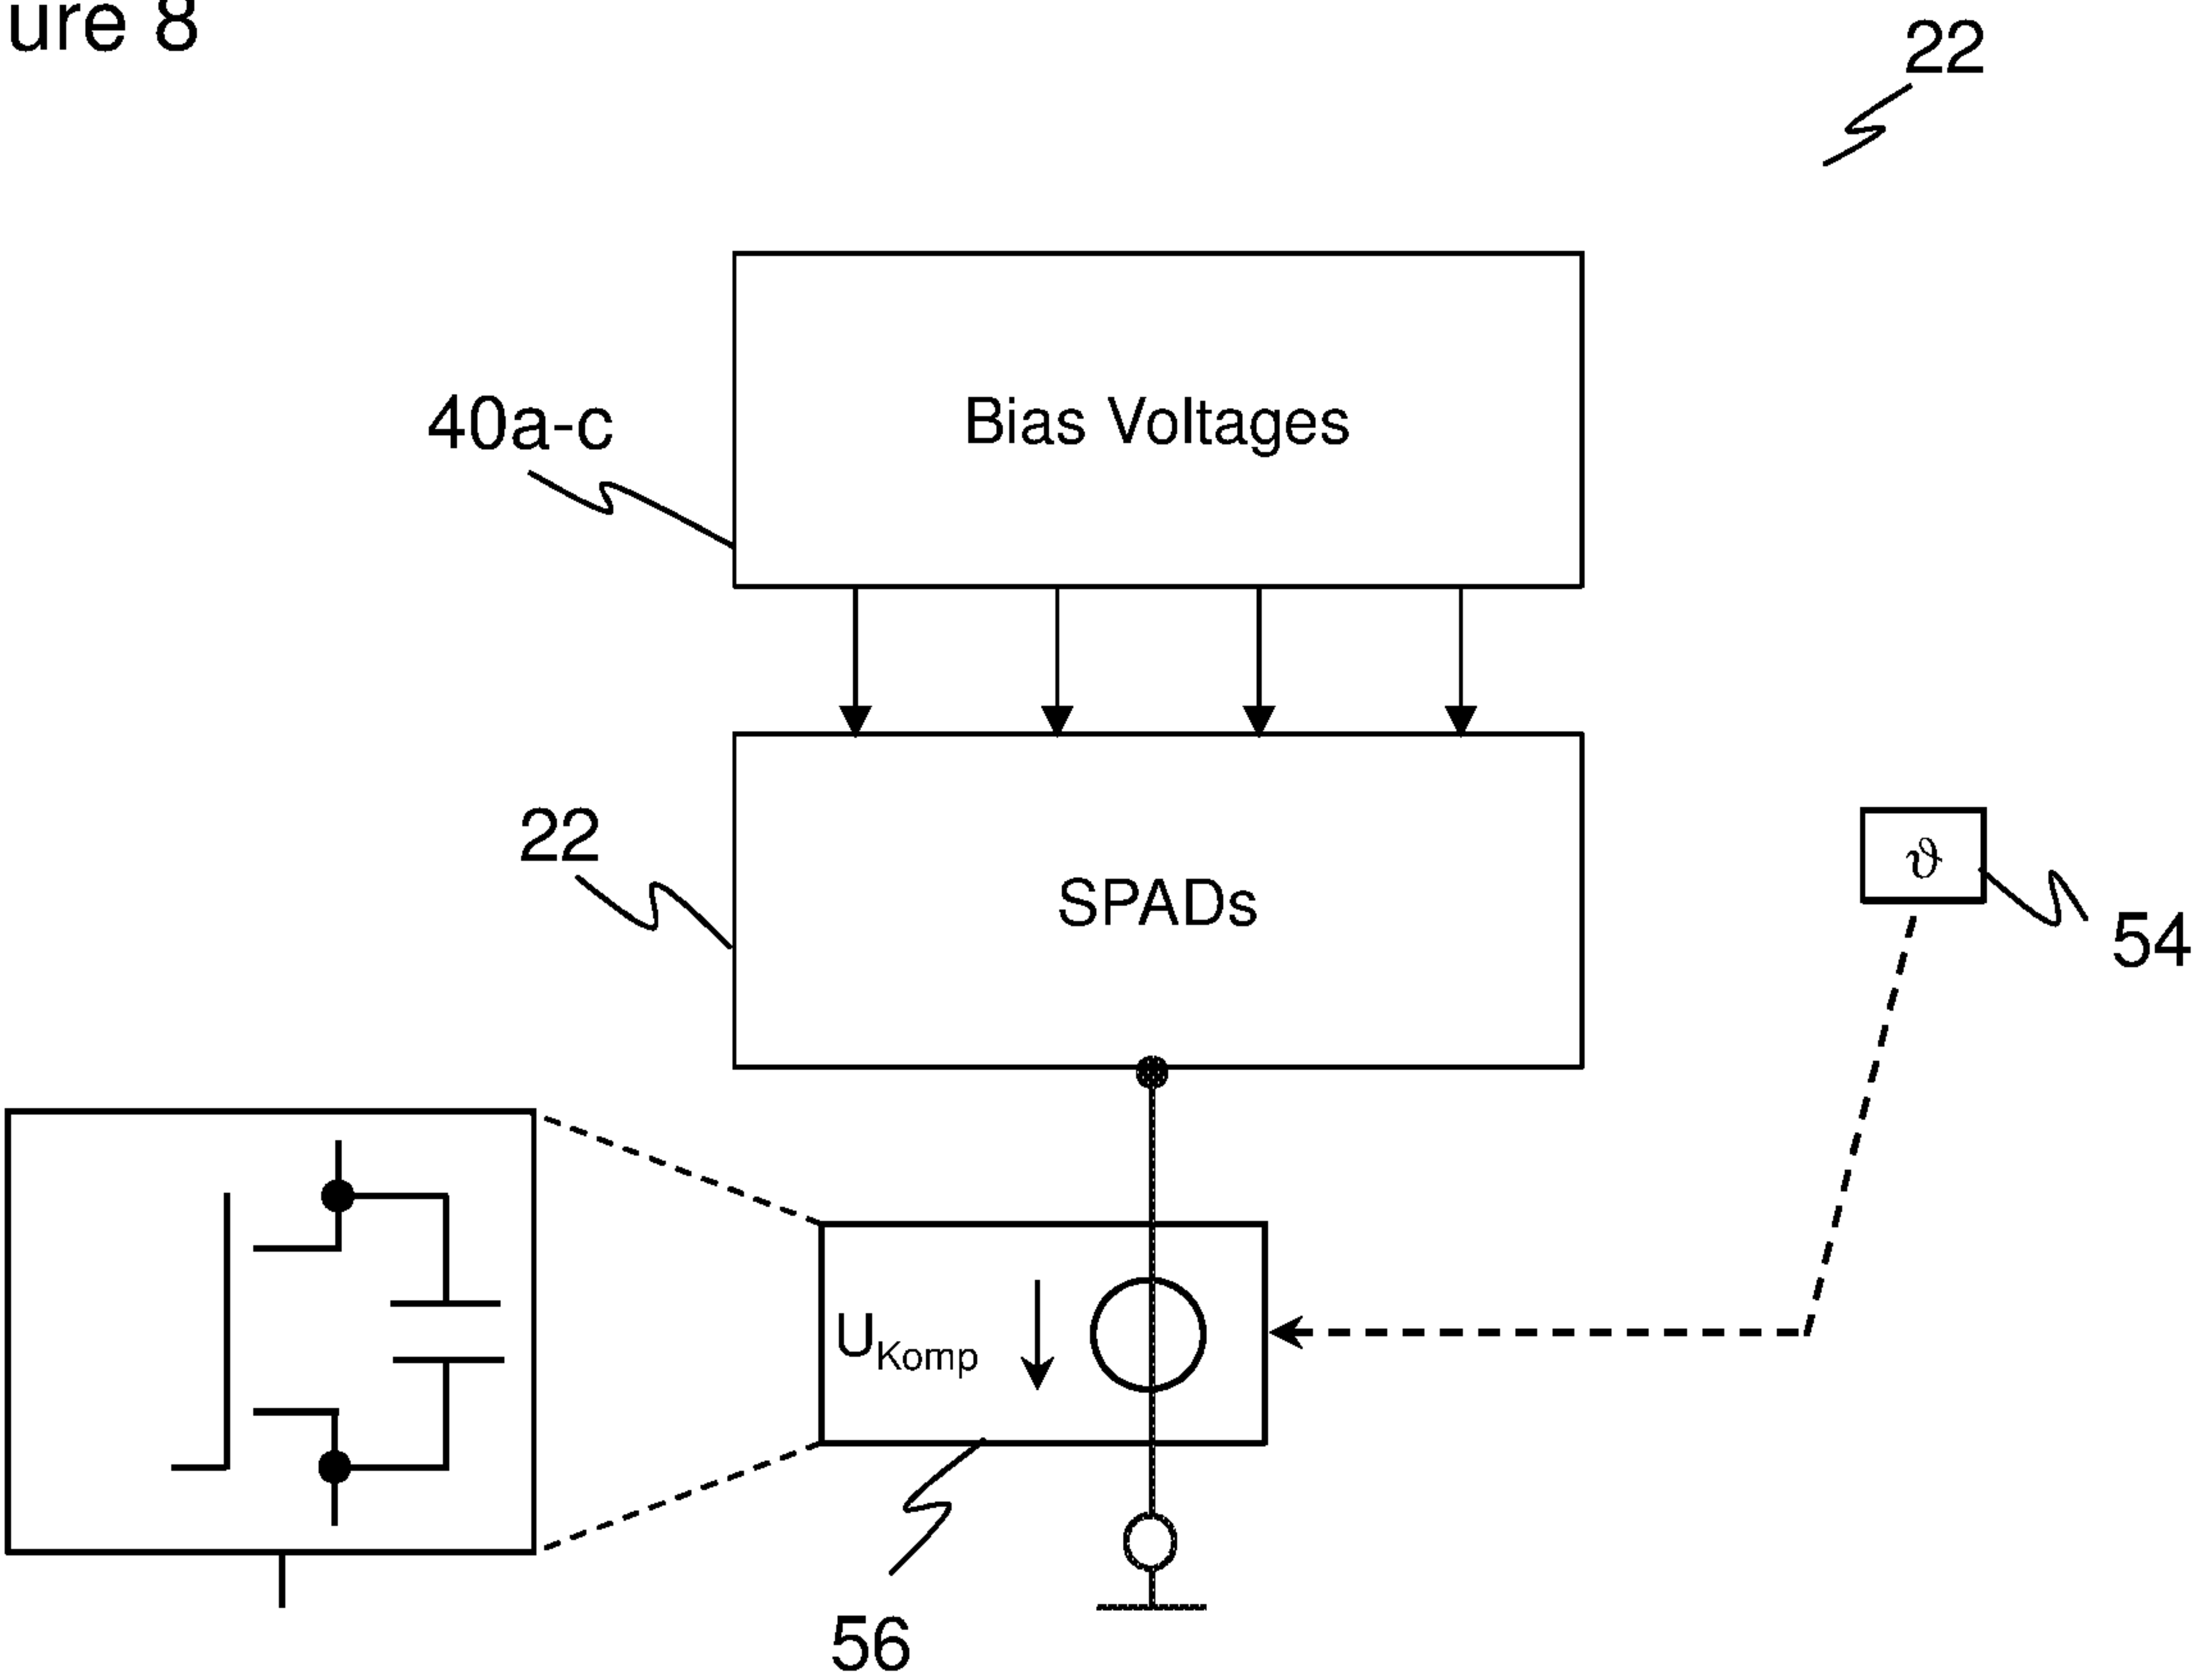 ure 8
22
40a-c
Bias Voltages
22
SPADs
ϑ
54
UKomp
56